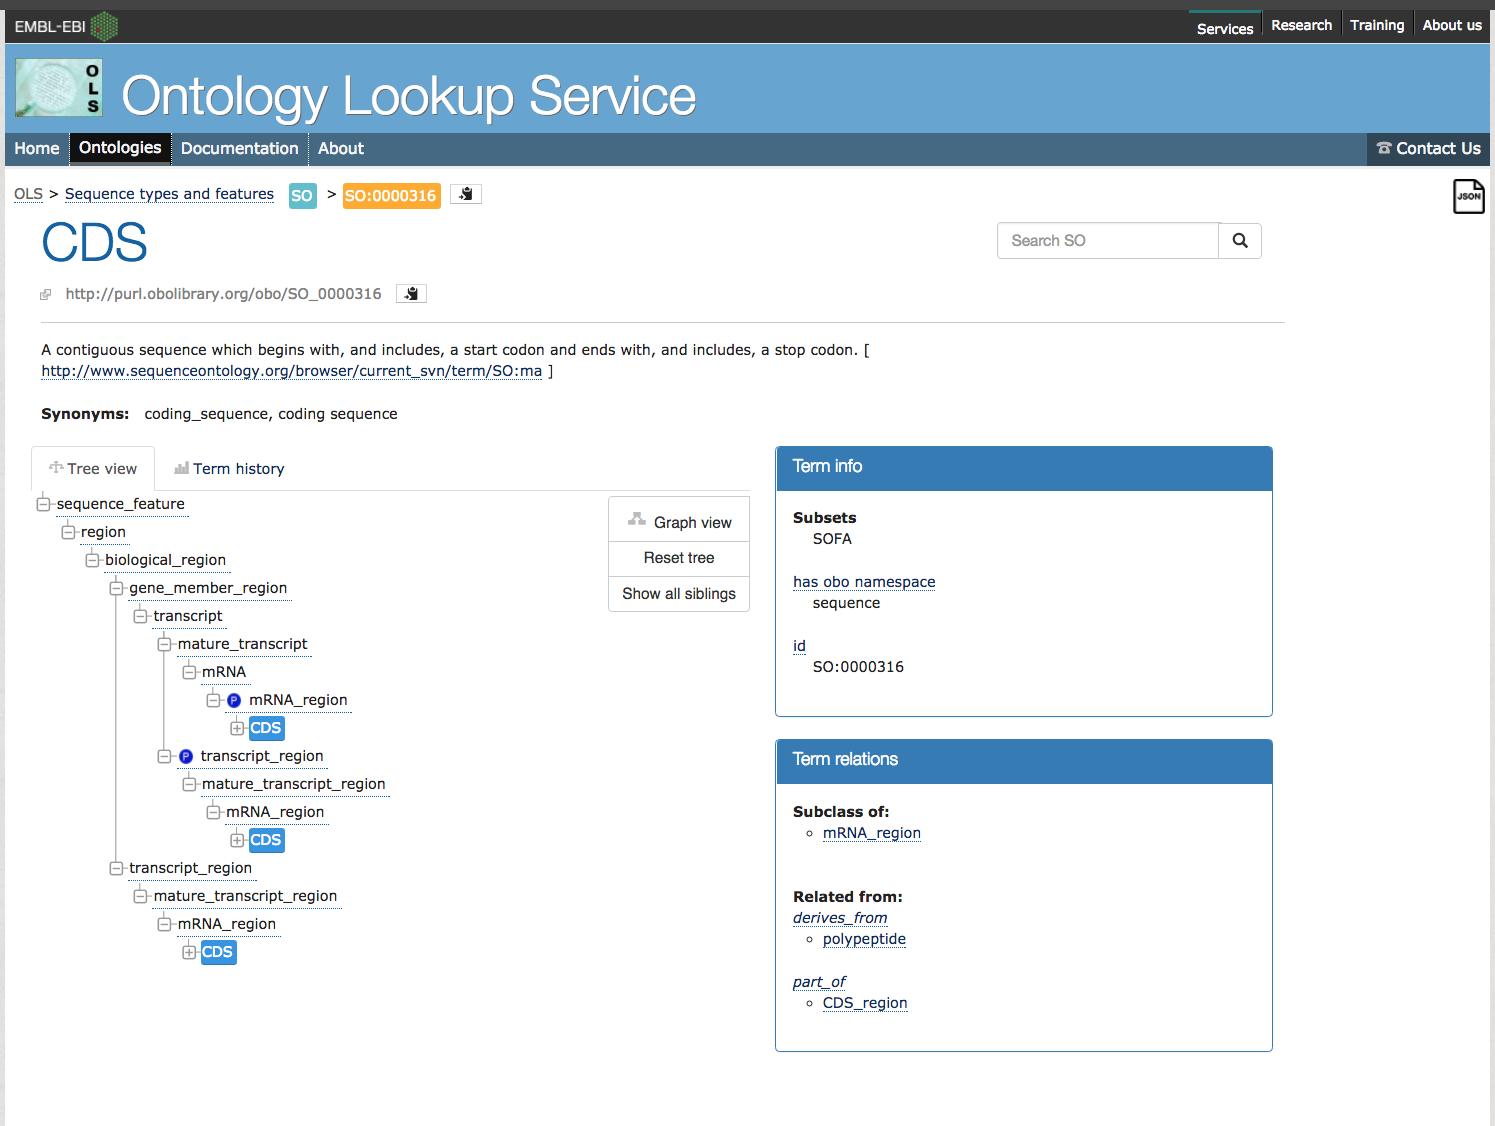 EMBL-EBI
Services
Research
Training
About us
OLS
Ontology Lookup Service
Home
Ontologies
Documentation
About
Contact Us
OLS > Sequence types and features SO > SO:0000316
JSON
CDS
Search SO
http://purl.obolibrary.org/obo/SO_0000316
A contiguous sequence which begins with, and includes, a start codon and ends with, and includes, a stop codon. [
http://www.sequenceontology.org/browser/current_svn/term/SO:ma ]
Synonyms: coding_sequence, coding sequence
Tree view
Term history
sequence_feature
region
biological_region
gene_member_region
transcript
mature_transcript
mRNA
P mRNA_region
CDS
P transcript_region
mature_transcript_region
mRNA_region
CDS
transcript_region
mature_transcript_region
mRNA_region
CDS
Graph view
Reset tree
Show all siblings
Term info
Subsets
SOFA
has obo namespace
sequence
id
SO:0000316
Term relations
Subclass of:
mRNA_region
Related from:
derives_from
polypeptide
part_of
CDS_region